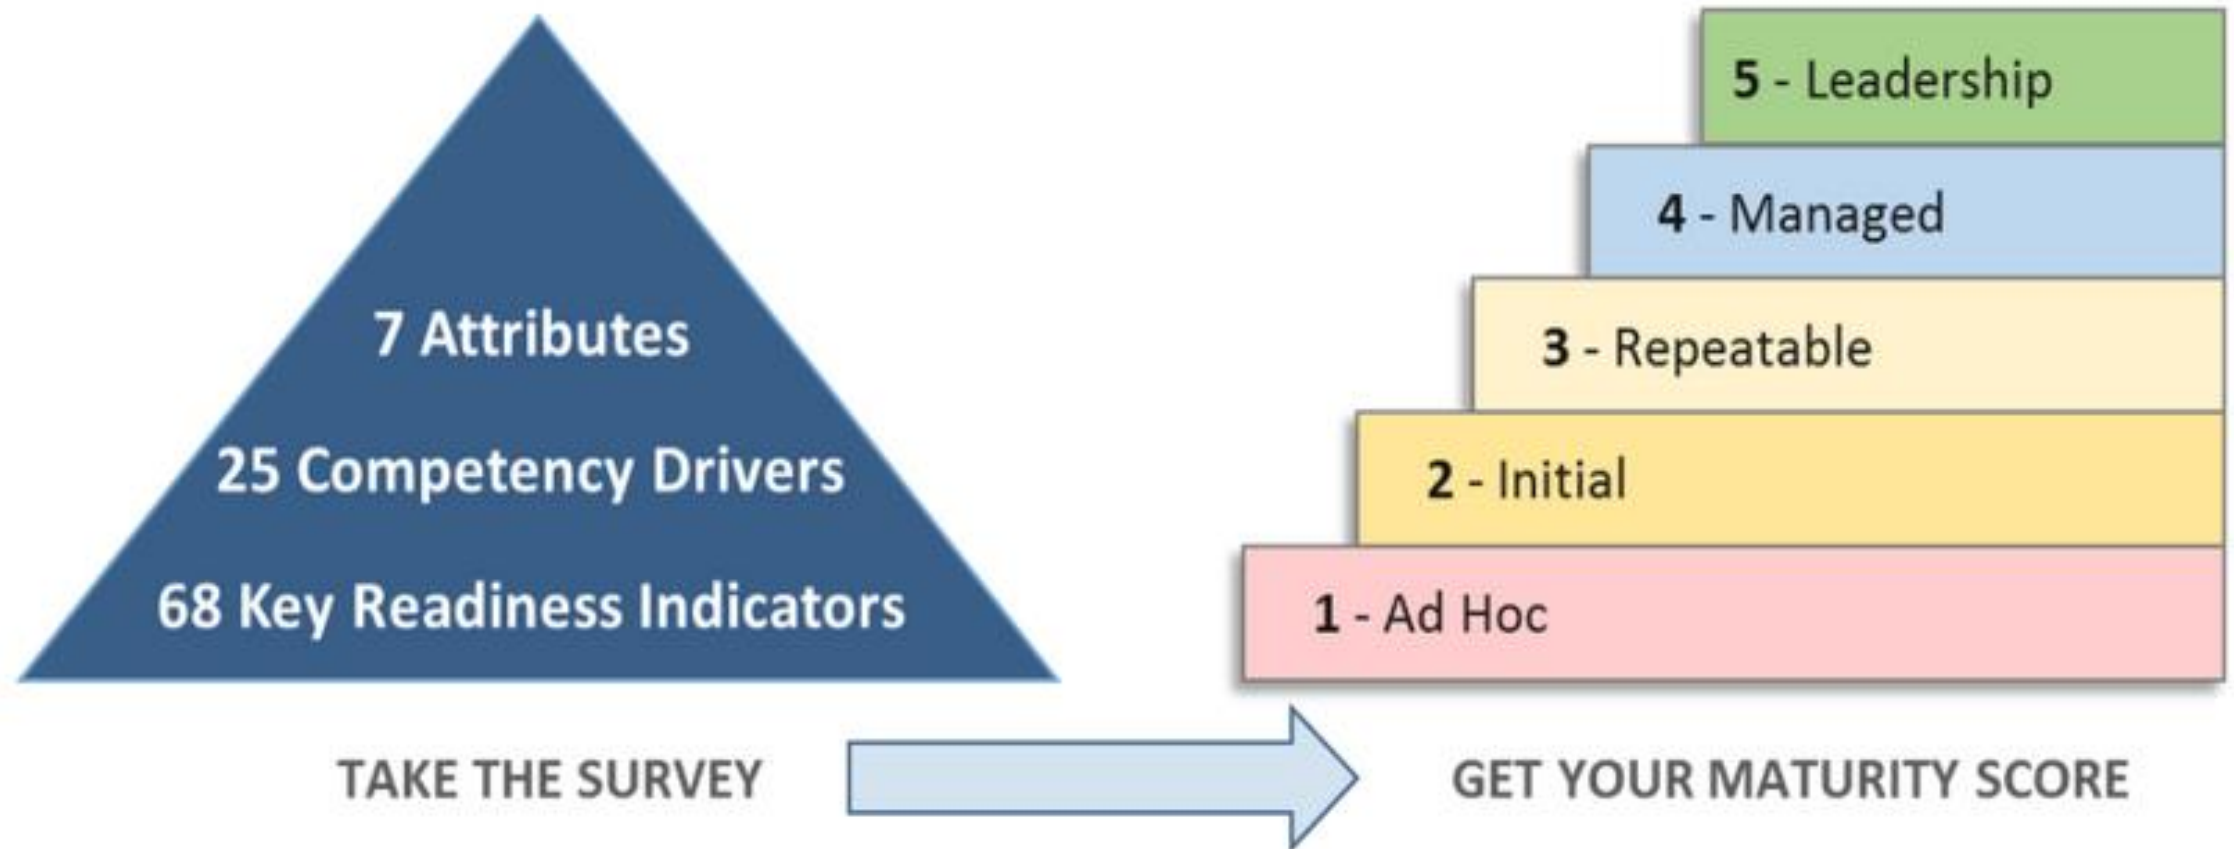 7 Attributes
25 Competency Drivers
68 Key Readiness Indicators
TAKE THE SURVEY
5 - Leadership
4 - Managed
3 - Repeatable
2 - Initial
1 - Ad Hoc
GET YOUR MATURITY SCORE